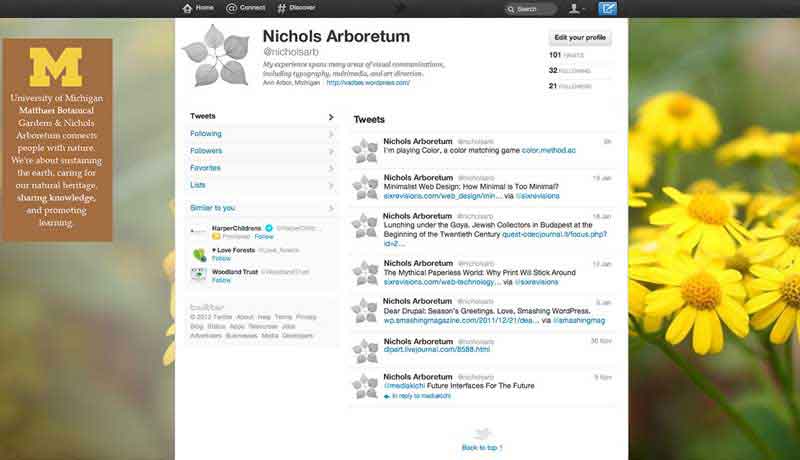 Home Connect Discover Search
M
University of Michigan
Matthaei Botanical
Gardens & Nichols
Arboretum connects
people with nature.
We're about sustaining
the earth, caring for
our natural heritage,
sharing knowledge,
and promoting
learning.
Nichols Arboretum
@nicholsarb
My experience spans many areas of visual communications,
including typography, multimedia, and art direction.
Ann Arbor, Michigan · http://vadbes.wordpress.com/
Edit your profile
101 TWEETS
32 FOLLOWING
21 FOLLOWERS
Tweets
Following
Followers
Favorites
Lists
Similar to you
HarperChildrens @HarperChildr...
Promoted · Follow
Love Forests @Love_forests
Follow
Woodland Trust @WoodlandTrust
Follow
twitter
© 2012 Twitter About Help Terms Privacy
Blog Status Apps Resources Jobs
Advertisers Businesses Media Developers
Tweets
Nichols Arboretum @nicholsarb 6h
I'm playing Color, a color matching game color.method.ac
Nichols Arboretum @nicholsarb 19 Jan
Minimalist Web Design: How Minimal is Too Minimal?
sixrevisions.com/web_design/min... via @sixrevisions
Nichols Arboretum @nicholsarb 18 Jan
Lunching under the Goya. Jewish Collectors in Budapest at the
Beginning of the Twentieth Century quest-cdecjournal.it/focus.php?
id=2...
Nichols Arboretum @nicholsarb 12 Jan
The Mythical Paperless World: Why Print Will Stick Around
sixrevisions.com/web-technology... via @sixrevisions
Nichols Arboretum @nicholsarb 5 Jan
Dear Drupal: Season's Greetings. Love, Smashing WordPress.
wp.smashingmagazine.com/2011/12/21/dea... via @smashingmag
Nichols Arboretum @nicholsarb 30 Nov
dipart.livejournal.com/8588.html
Nichols Arboretum @nicholsarb 9 Nov
@mediakichi Future Interfaces For The Future
In reply to mediakichi
Back to top ↑